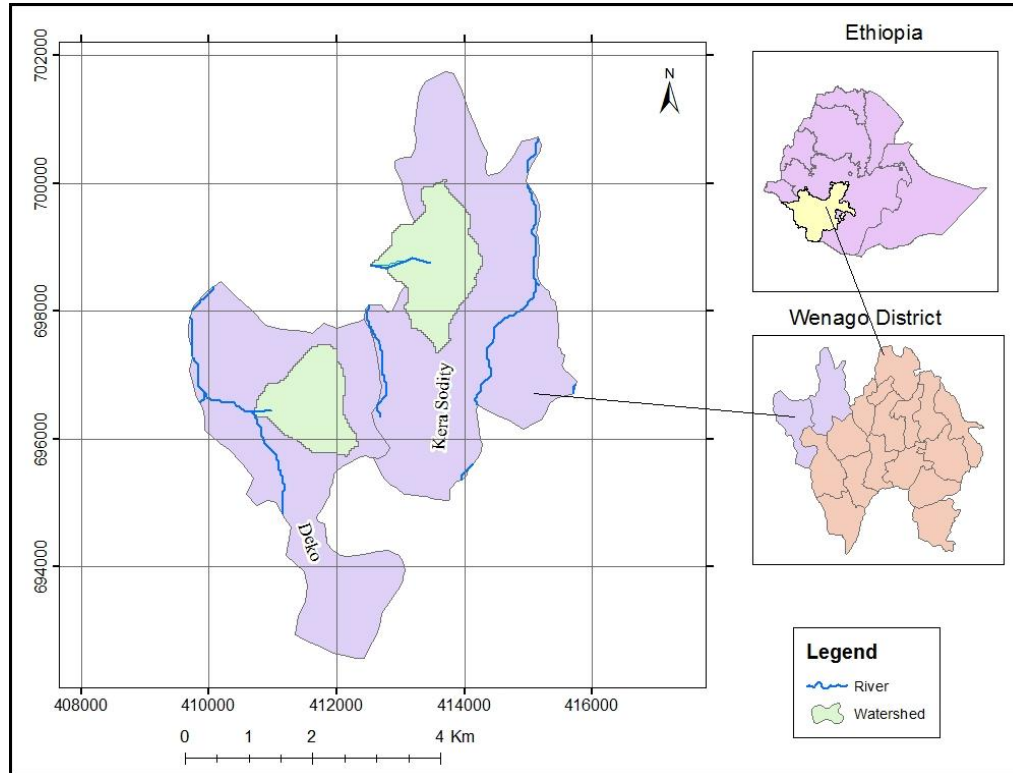 Ethiopia
N
702000
700000
698000
696000
694000
Kera Sodity
Deko
Wenago District
408000
410000
412000
414000
416000
0 1 2 4 Km
Legend
River
Watershed